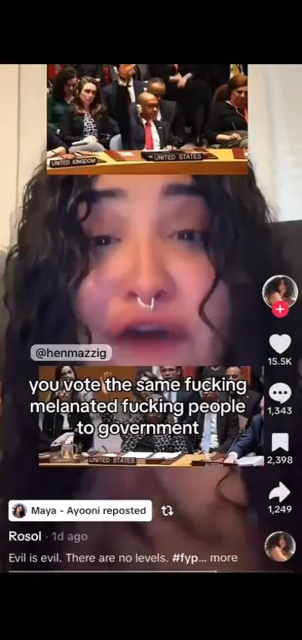 UNITED KINGDOM
UNITED STATES
@henmazzig
you vote the same fucking
melanated fucking people
to government
UNITED STATES
15.5K
1,343
2,398
1,249
Maya - Ayooni reposted
Rosol · 1d ago
Evil is evil. There are no levels. #fyp... more